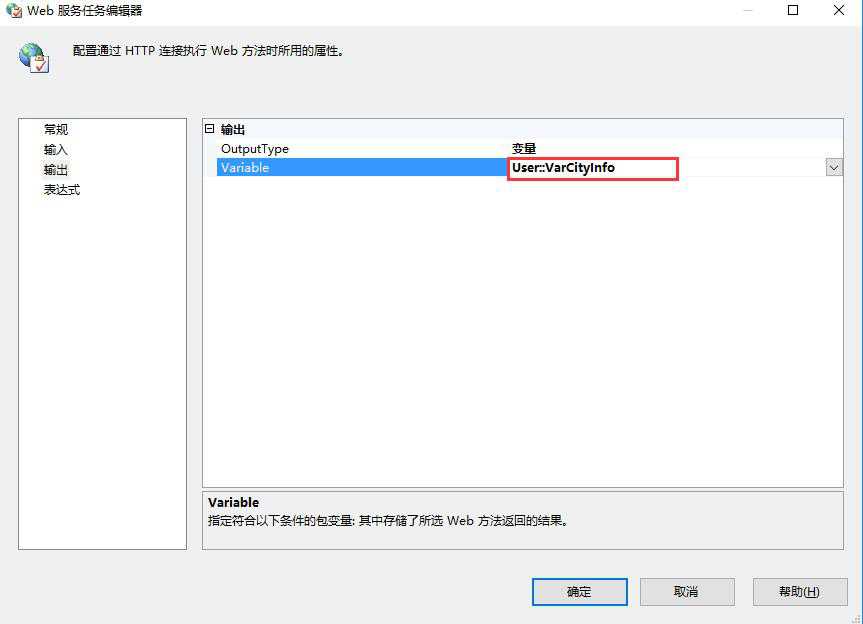 Web 服务任务编辑器
配置通过 HTTP 连接执行 Web 方法时所用的属性。
常规
输入
输出
表达式
输出
OutputType 变量
Variable User::VarCityInfo
Variable
指定符合以下条件的包变量: 其中存储了所选 Web 方法返回的结果。
确定 取消 帮助(H)